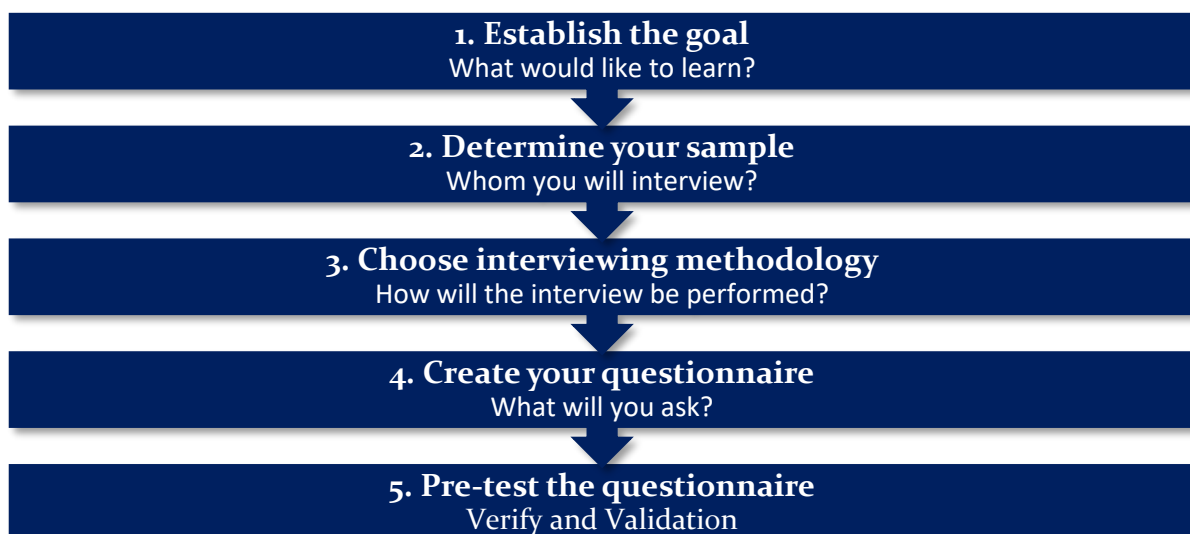 1. Establish the goal
What would like to learn?
2. Determine your sample
Whom you will interview?
3. Choose interviewing methodology
How will the interview be performed?
4. Create your questionnaire
What will you ask?
5. Pre-test the questionnaire
Verify and Validation